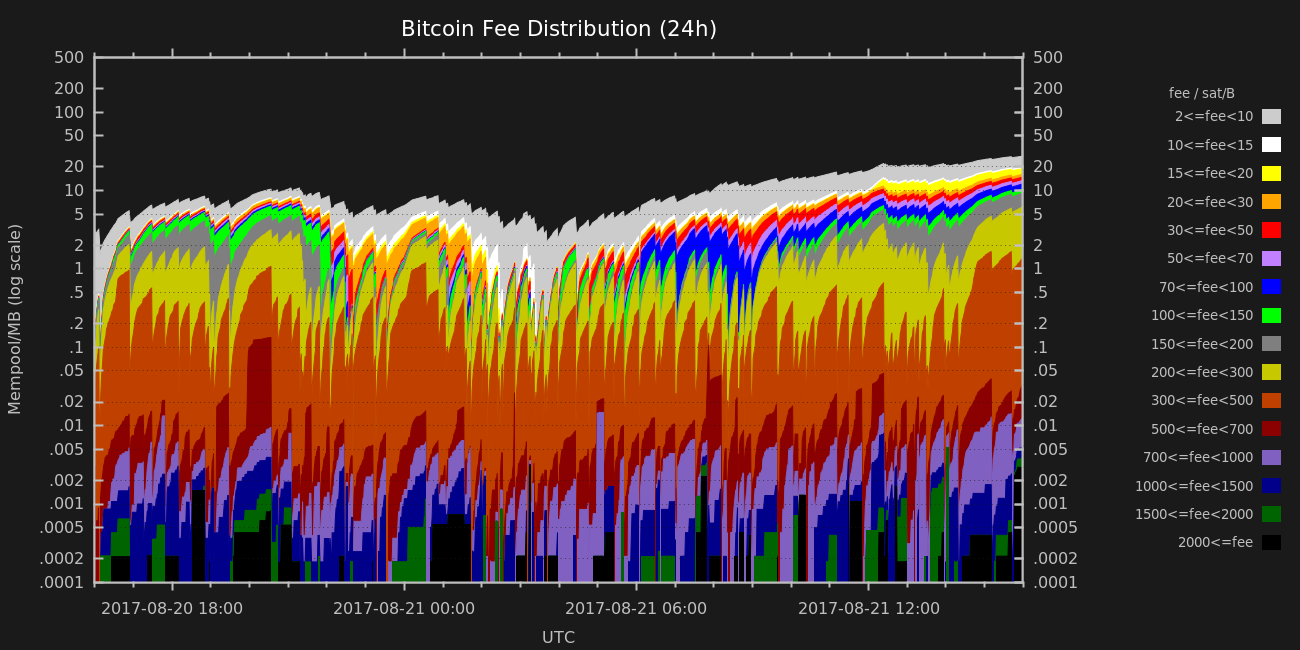 Bitcoin Fee Distribution (24h)
Mempool/MB (log scale)
500
200
100
50
20
10
5
2
1
.5
.2
.1
.05
.02
.01
.005
.002
.001
.0005
.0002
.0001
500
200
100
50
20
10
5
2
1
.5
.2
.1
.05
.02
.01
.005
.002
.001
.0005
.0002
.0001
fee / sat/B
2<=fee<10
10<=fee<15
15<=fee<20
20<=fee<30
30<=fee<50
50<=fee<70
70<=fee<100
100<=fee<150
150<=fee<200
200<=fee<300
300<=fee<500
500<=fee<700
700<=fee<1000
1000<=fee<1500
1500<=fee<2000
2000<=fee
2017-08-20 18:00 2017-08-21 00:00 2017-08-21 06:00 2017-08-21 12:00
UTC